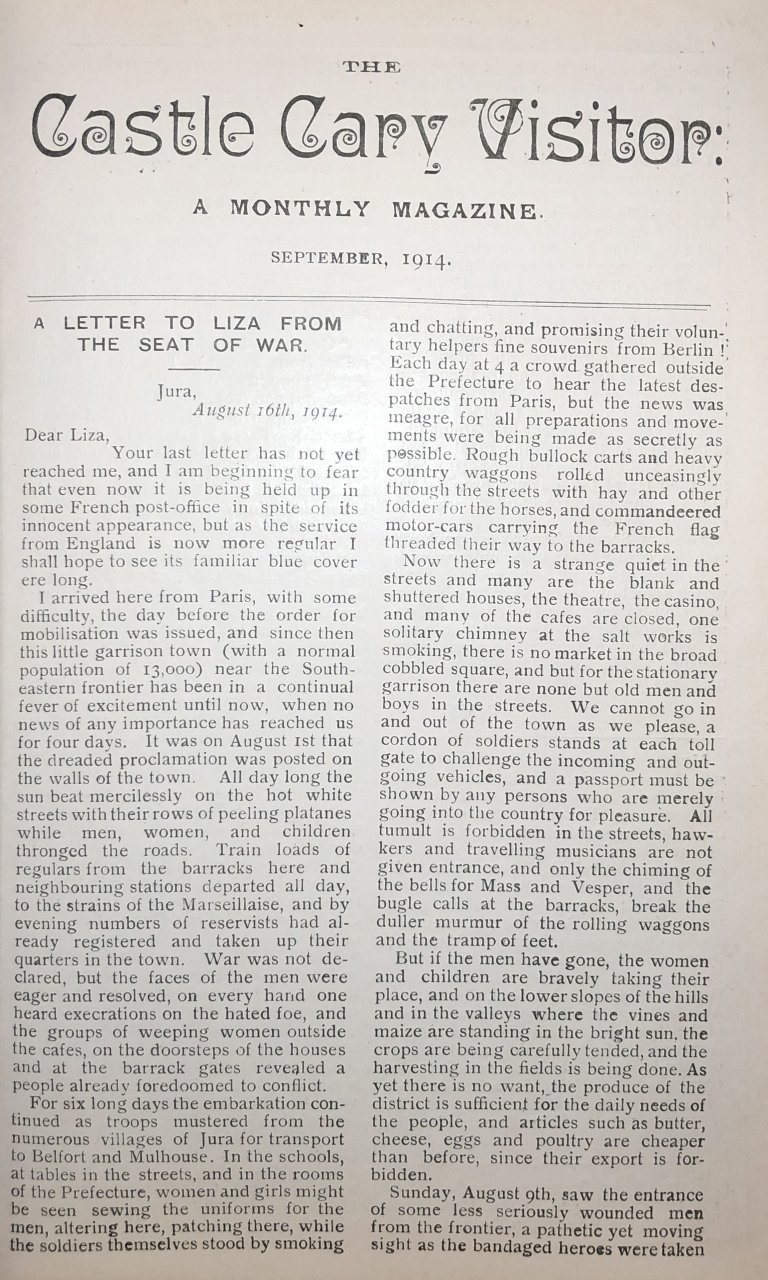 THE
Castle Cary Visitor:
A MONTHLY MAGAZINE.
SEPTEMBER, 1914.
A LETTER TO LIZA FROM
THE SEAT OF WAR.
Jura,
August 16th, 1914.
Dear Liza,
Your last letter has not yet
reached me, and I am beginning to fear
that even now it is being held up in
some French post-office in spite of its
innocent appearance, but as the service
from England is now more regular I
shall hope to see its familiar blue cover
ere long.
I arrived here from Paris, with some
difficulty, the day before the order for
mobilisation was issued, and since then
this little garrison town (with a normal
population of 13,000) near the South-
eastern frontier has been in a continual
fever of excitement until now, when no
news of any importance has reached us
for four days. It was on August 1st that
the dreaded proclamation was posted on
the walls of the town. All day long the
sun beat mercilessly on the hot white
streets with their rows of peeling platanes
while men, women, and children
thronged the roads. Train loads of
regulars from the barracks here and
neighbouring stations departed all day,
to the strains of the Marseillaise, and by
evening numbers of reservists had al-
ready registered and taken up their
quarters in the town. War was not de-
clared, but the faces of the men were
eager and resolved, on every hand one
heard execrations on the hated foe, and
the groups of weeping women outside
the cafes, on the doorsteps of the houses
and at the barrack gates revealed a
people already foredoomed to conflict.
For six long days the embarkation con-
tinued as troops mustered from the
numerous villages of Jura for transport
to Belfort and Mulhouse. In the schools,
at tables in the streets, and in the rooms
of the Prefecture, women and girls might
be seen sewing the uniforms for the
men, altering here, patching there, while
the soldiers themselves stood by smoking
and chatting, and promising their volun-
tary helpers fine souvenirs from Berlin !
Each day at 4 a crowd gathered outside
the Prefecture to hear the latest des-
patches from Paris, but the news was
meagre, for all preparations and move-
ments were being made as secretly as
possible. Rough bullock carts and heavy
country waggons rolled unceasingly
through the streets with hay and other
fodder for the horses, and commandeered
motor-cars carrying the French flag
threaded their way to the barracks.
Now there is a strange quiet in the
streets and many are the blank and
shuttered houses, the theatre, the casino,
and many of the cafes are closed, one
solitary chimney at the salt works is
smoking, there is no market in the broad
cobbled square, and but for the stationary
garrison there are none but old men and
boys in the streets. We cannot go in
and out of the town as we please, a
cordon of soldiers stands at each toll
gate to challenge the incoming and out-
going vehicles, and a passport must be
shown by any persons who are merely
going into the country for pleasure. All
tumult is forbidden in the streets, haw-
kers and travelling musicians are not
given entrance, and only the chiming of
the bells for Mass and Vesper, and the
bugle calls at the barracks, break the
duller murmur of the rolling waggons
and the tramp of feet.
But if the men have gone, the women
and children are bravely taking their
place, and on the lower slopes of the hills
and in the valleys where the vines and
maize are standing in the bright sun, the
crops are being carefully tended, and the
harvesting in the fields is being done. As
yet there is no want, the produce of the
district is sufficient for the daily needs of
the people, and articles such as butter,
cheese, eggs and poultry are cheaper
than before, since their export is for-
bidden.
Sunday, August 9th, saw the entrance
of some less seriously wounded men
from the frontier, a pathetic yet moving
sight as the bandaged heroes were taken